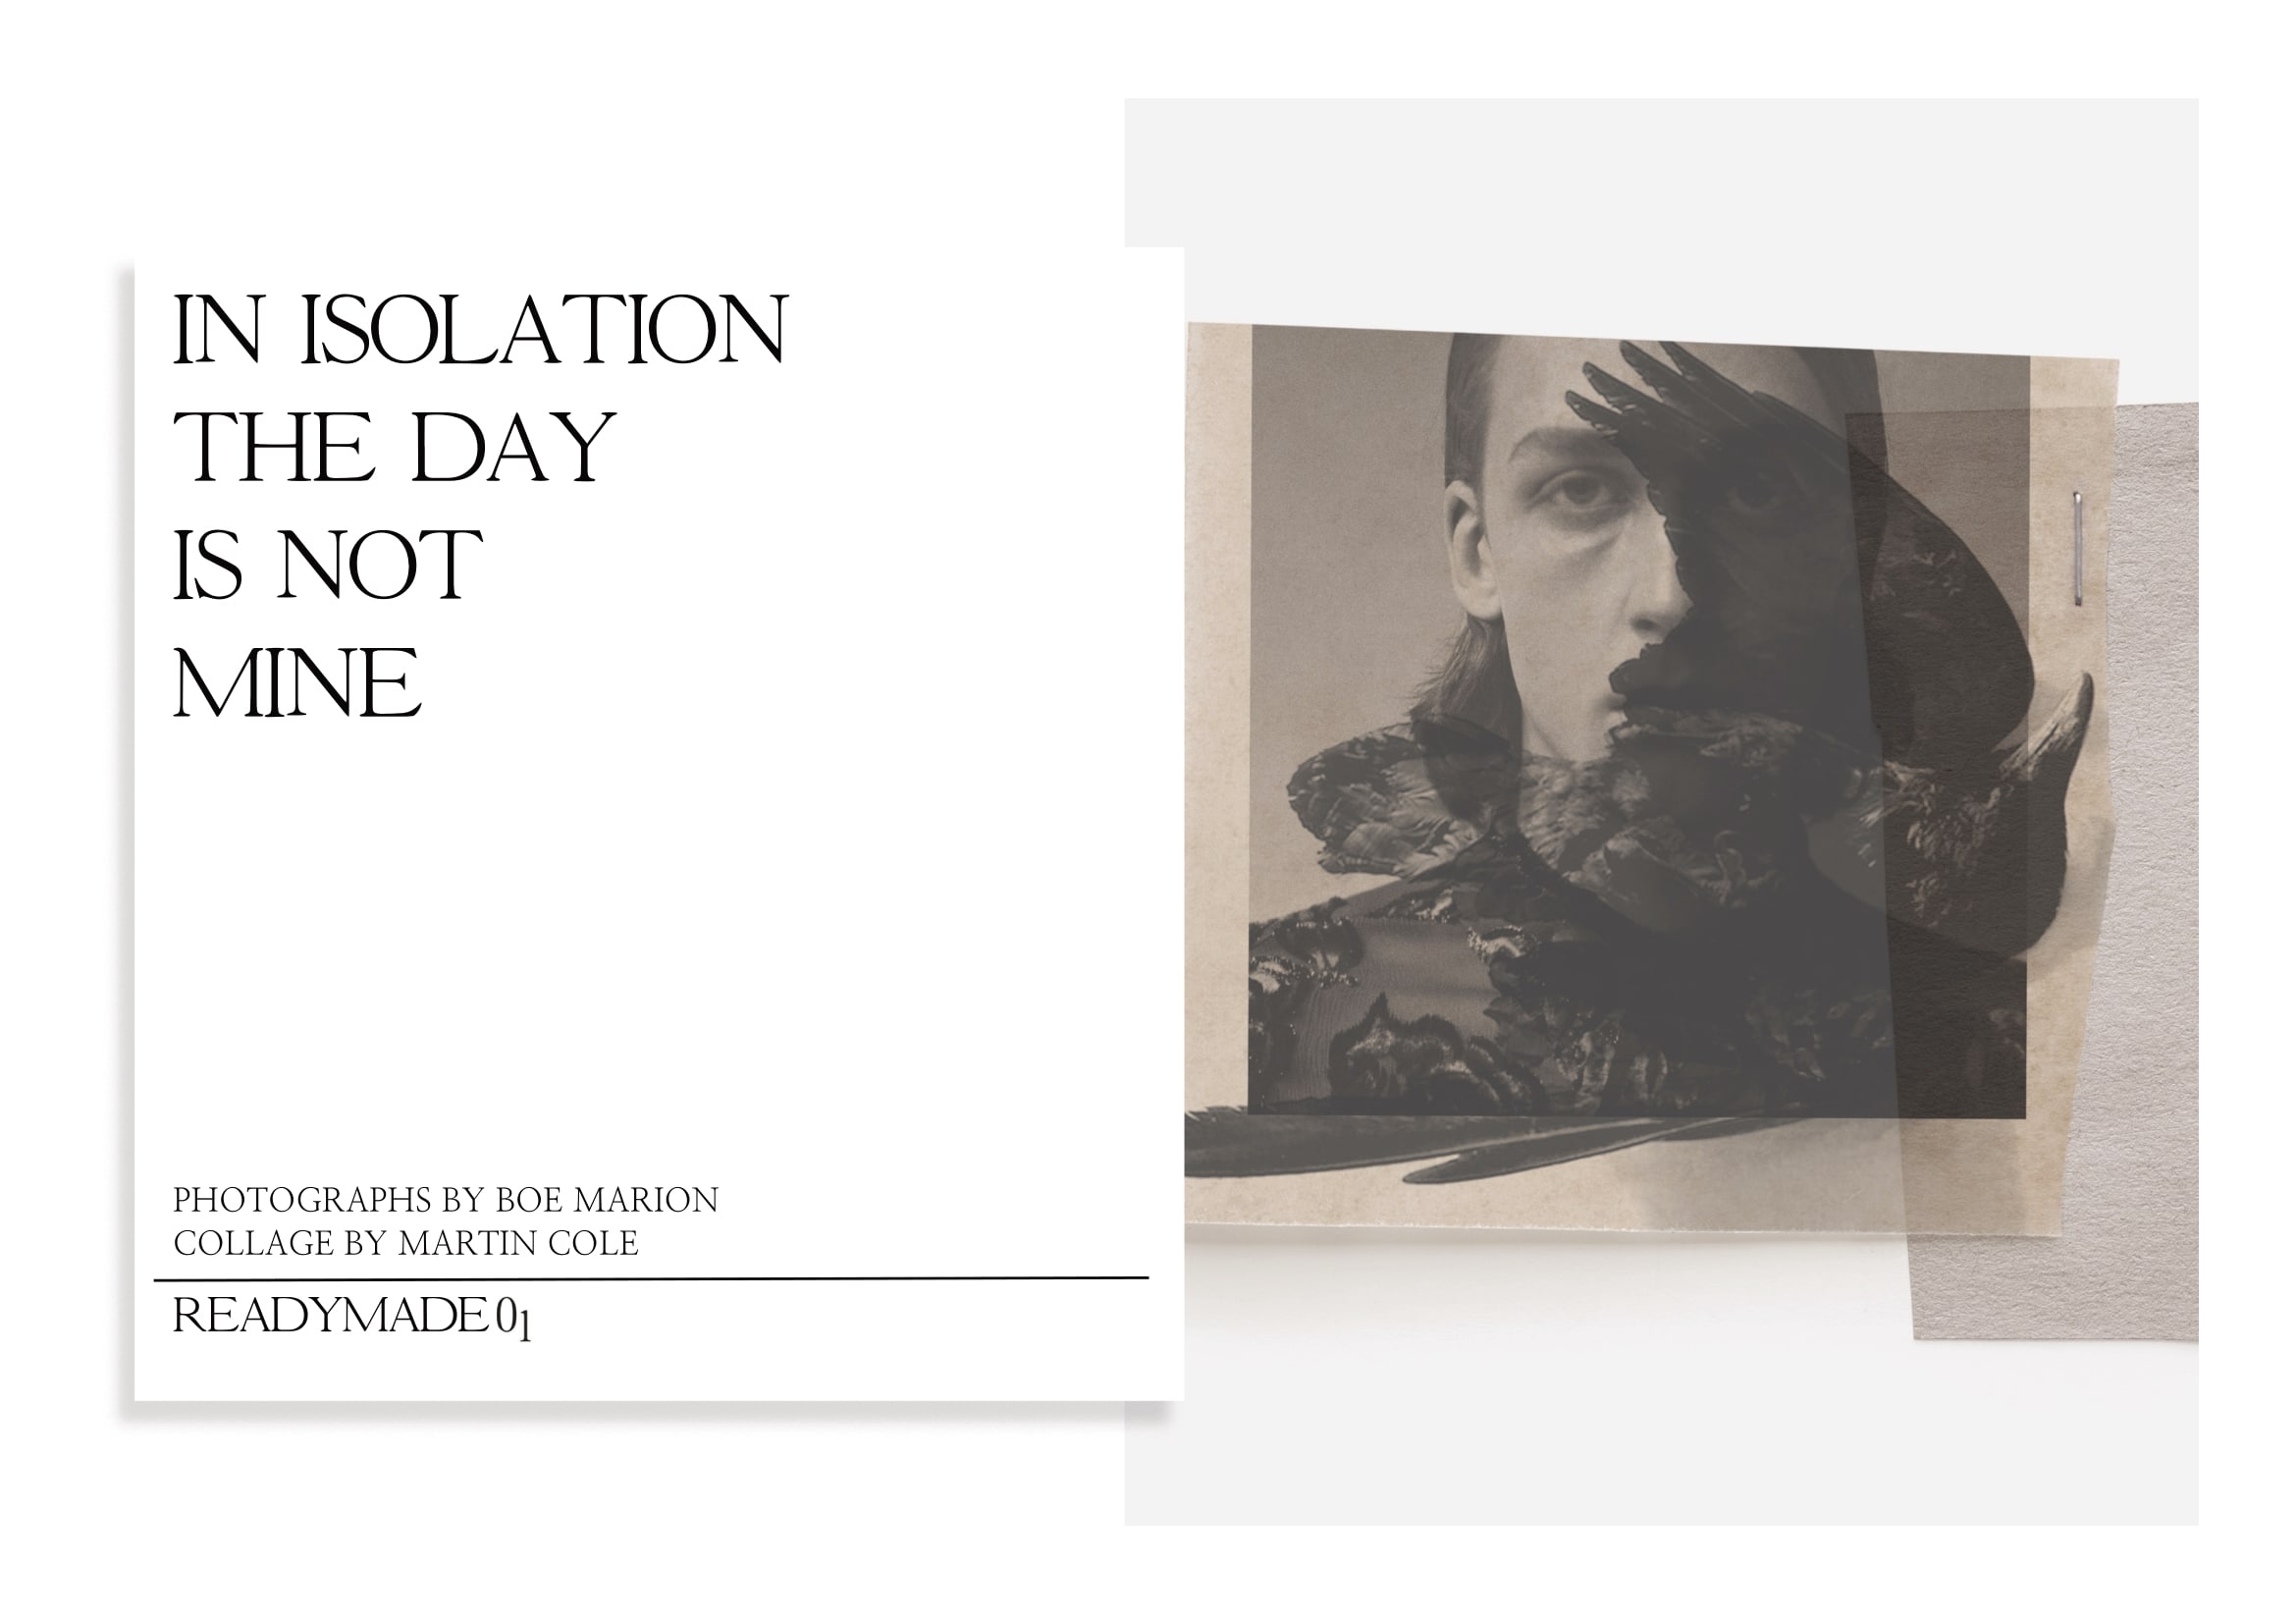 IN ISOLATION
THE DAY
IS NOT
MINE
PHOTOGRAPHS BY BOE MARION
COLLAGE BY MARTIN COLE
READYMADE 01